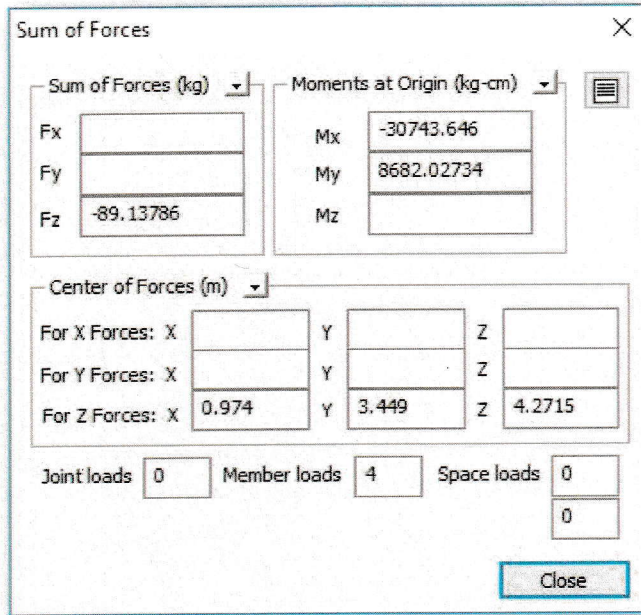 Sum of Forces
Sum of Forces (kg) Moments at Origin (kg-cm)
Fx Mx -30743.646
Fy My 8682.02734
Fz -89.13786 Mz
Center of Forces (m)
For X Forces: X Y Z
For Y Forces: X Y Z
For Z Forces: X 0.974 Y 3.449 Z 4.2715
Joint loads 0 Member loads 4 Space loads 0
0
Close